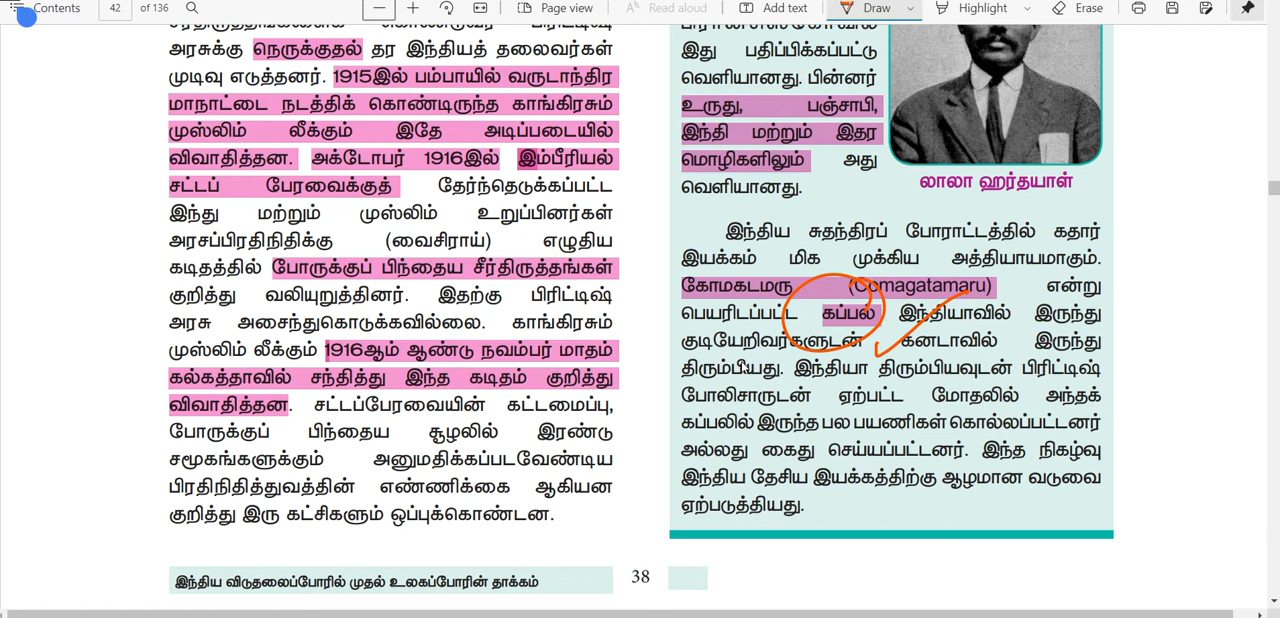 Contents
42
of 136
Page view
Read aloud
Add text
Draw
Highlight
Erase
அரசுக்கு நெருக்குதல் தர இந்தியத் தலைவர்கள்
முடிவு எடுத்தனர். 1915இல் பம்பாயில் வருடாந்திர
மாநாட்டை நடத்திக் கொண்டிருந்த காங்கிரசும்
முஸ்லிம் லீக்கும் இதே அடிப்படையில்
விவாதித்தன. அக்டோபர் 1916இல் இம்பீரியல்
சட்டப் பேரவைக்குத் தேர்ந்தெடுக்கப்பட்ட
இந்து மற்றும் முஸ்லிம் உறுப்பினர்கள்
அரசப்பிரதிநிதிக்கு (வைசிராய்) எழுதிய
கடிதத்தில் போருக்குப் பிந்தைய சீர்திருத்தங்கள்
குறித்து வலியுறுத்தினர். இதற்கு பிரிட்டிஷ்
அரசு அசைந்துகொடுக்கவில்லை. காங்கிரசும்
முஸ்லிம் லீக்கும் 1916ஆம் ஆண்டு நவம்பர் மாதம்
கல்கத்தாவில் சந்தித்து இந்த கடிதம் குறித்து
விவாதித்தன. சட்டப்பேரவையின் கட்டமைப்பு,
போருக்குப் பிந்தைய சூழலில் இரண்டு
சமூகங்களுக்கும் அனுமதிக்கப்படவேண்டிய
பிரதிநிதித்துவத்தின் எண்ணிக்கை ஆகியன
குறித்து இரு கட்சிகளும் ஒப்புக்கொண்டன.
இது பதிப்பிக்கப்பட்டு
வெளியானது. பின்னர்
உருது, பஞ்சாபி,
இந்தி மற்றும் இதர
மொழிகளிலும் அது
வெளியானது.
லாலா ஹர்தயாள்
இந்திய சுதந்திரப் போராட்டத்தில் கதார்
இயக்கம் மிக முக்கிய அத்தியாயமாகும்.
கோமகடமரு (Comagatamaru) என்று
பெயரிடப்பட்ட கப்பல் இந்தியாவில் இருந்து
குடியேறிவர்களுடன் கனடாவில் இருந்து
திரும்பியது. இந்தியா திரும்பியவுடன் பிரிட்டிஷ்
போலிசாருடன் ஏற்பட்ட மோதலில் அந்தக்
கப்பலில் இருந்த பல பயணிகள் கொல்லப்பட்டனர்
அல்லது கைது செய்யப்பட்டனர். இந்த நிகழ்வு
இந்திய தேசிய இயக்கத்திற்கு ஆழமான வடுவை
ஏற்படுத்தியது.
இந்திய விடுதலைப்போரில் முதல் உலகப்போரின் தாக்கம்
38